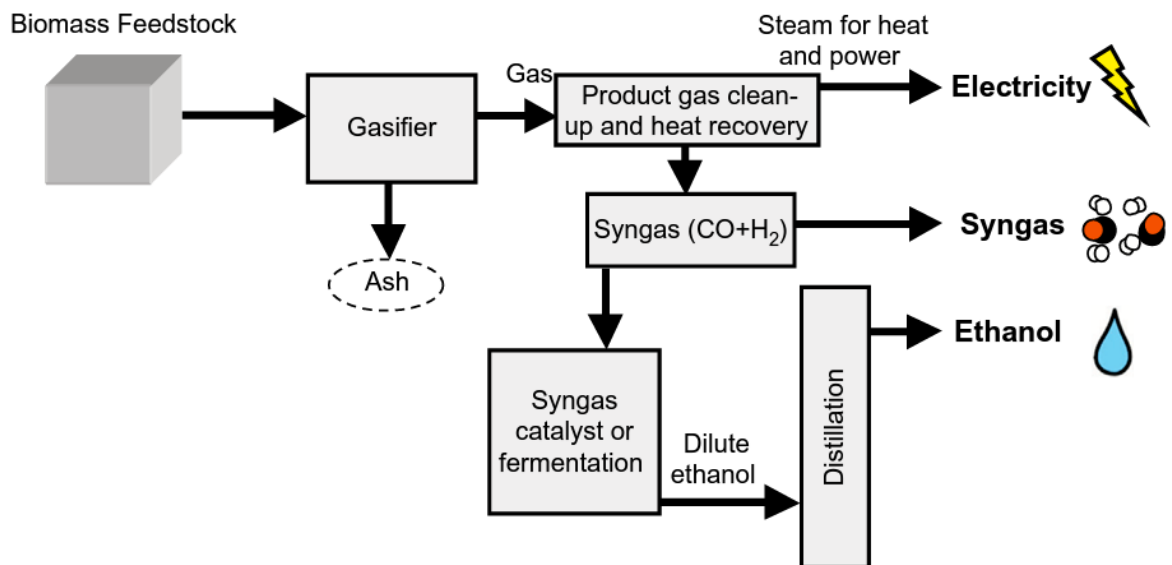 Biomass Feedstock
Steam for heat
and power
Gas
Electricity
Product gas clean-
up and heat recovery
Gasifier
Syngas (CO+H₂)
Syngas
Ash
Ethanol
Syngas
catalyst or
fermentation
Dilute
ethanol
Distillation